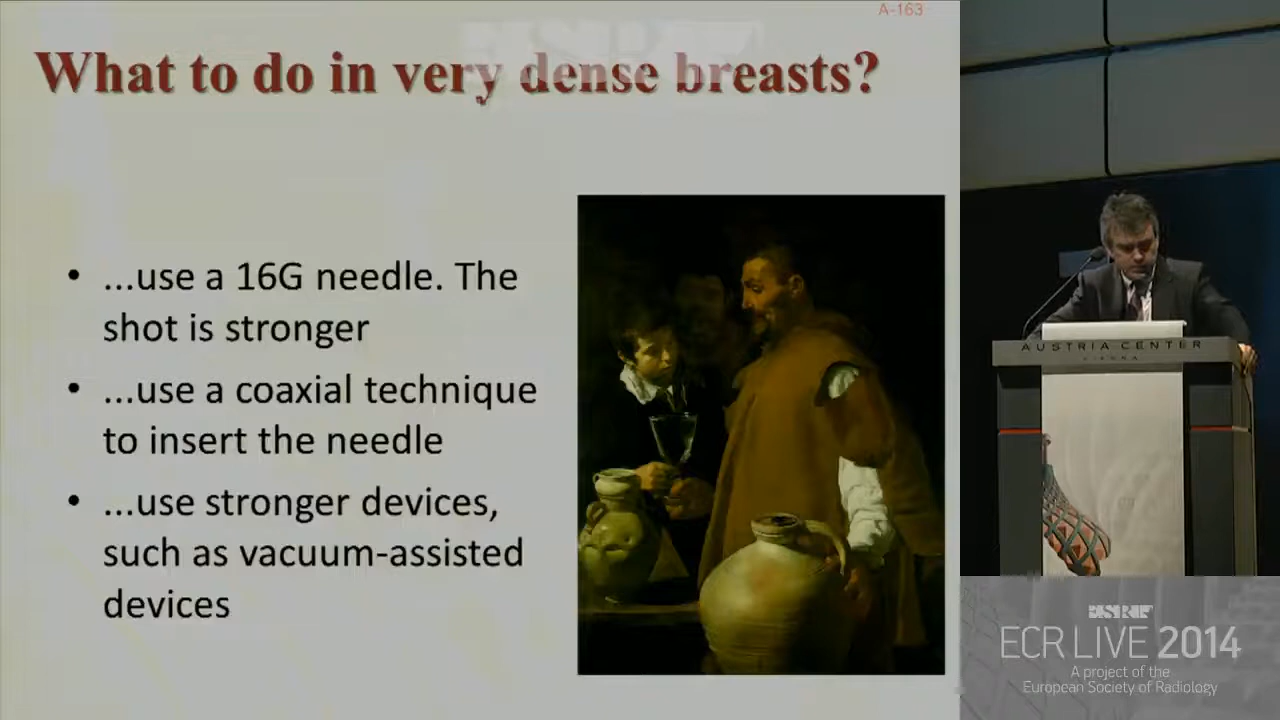 A-163
What to do in very dense breasts?
• ...use a 16G needle. The
shot is stronger
• ...use a coaxial technique
to insert the needle
• ...use stronger devices,
such as vacuum-assisted
devices
AUSTRIA CENTER
VIENNA
ECR LIVE 2014
A project of the
European Society of Radiology